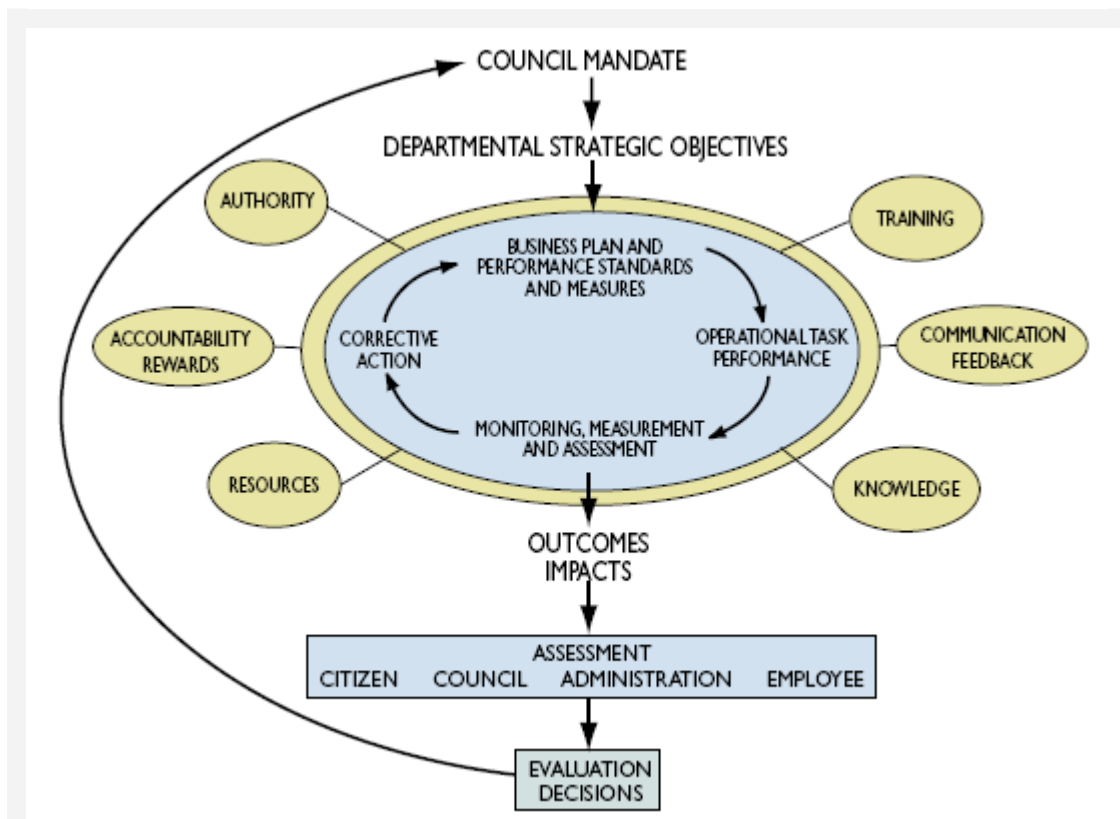 COUNCIL MANDATE
DEPARTMENTAL STRATEGIC OBJECTIVES
AUTHORITY
TRAINING
BUSINESS PLAN AND
PERFORMANCE STANDARDS
AND MEASURES
ACCOUNTABILITY
REWARDS
CORRECTIVE
ACTION
OPERATIONAL TASK
PERFORMANCE
COMMUNICATION
FEEDBACK
MONITORING, MEASUREMENT
AND ASSESSMENT
RESOURCES
KNOWLEDGE
OUTCOMES
IMPACTS
ASSESSMENT
CITIZEN COUNCIL ADMINISTRATION EMPLOYEE
EVALUATION
DECISIONS